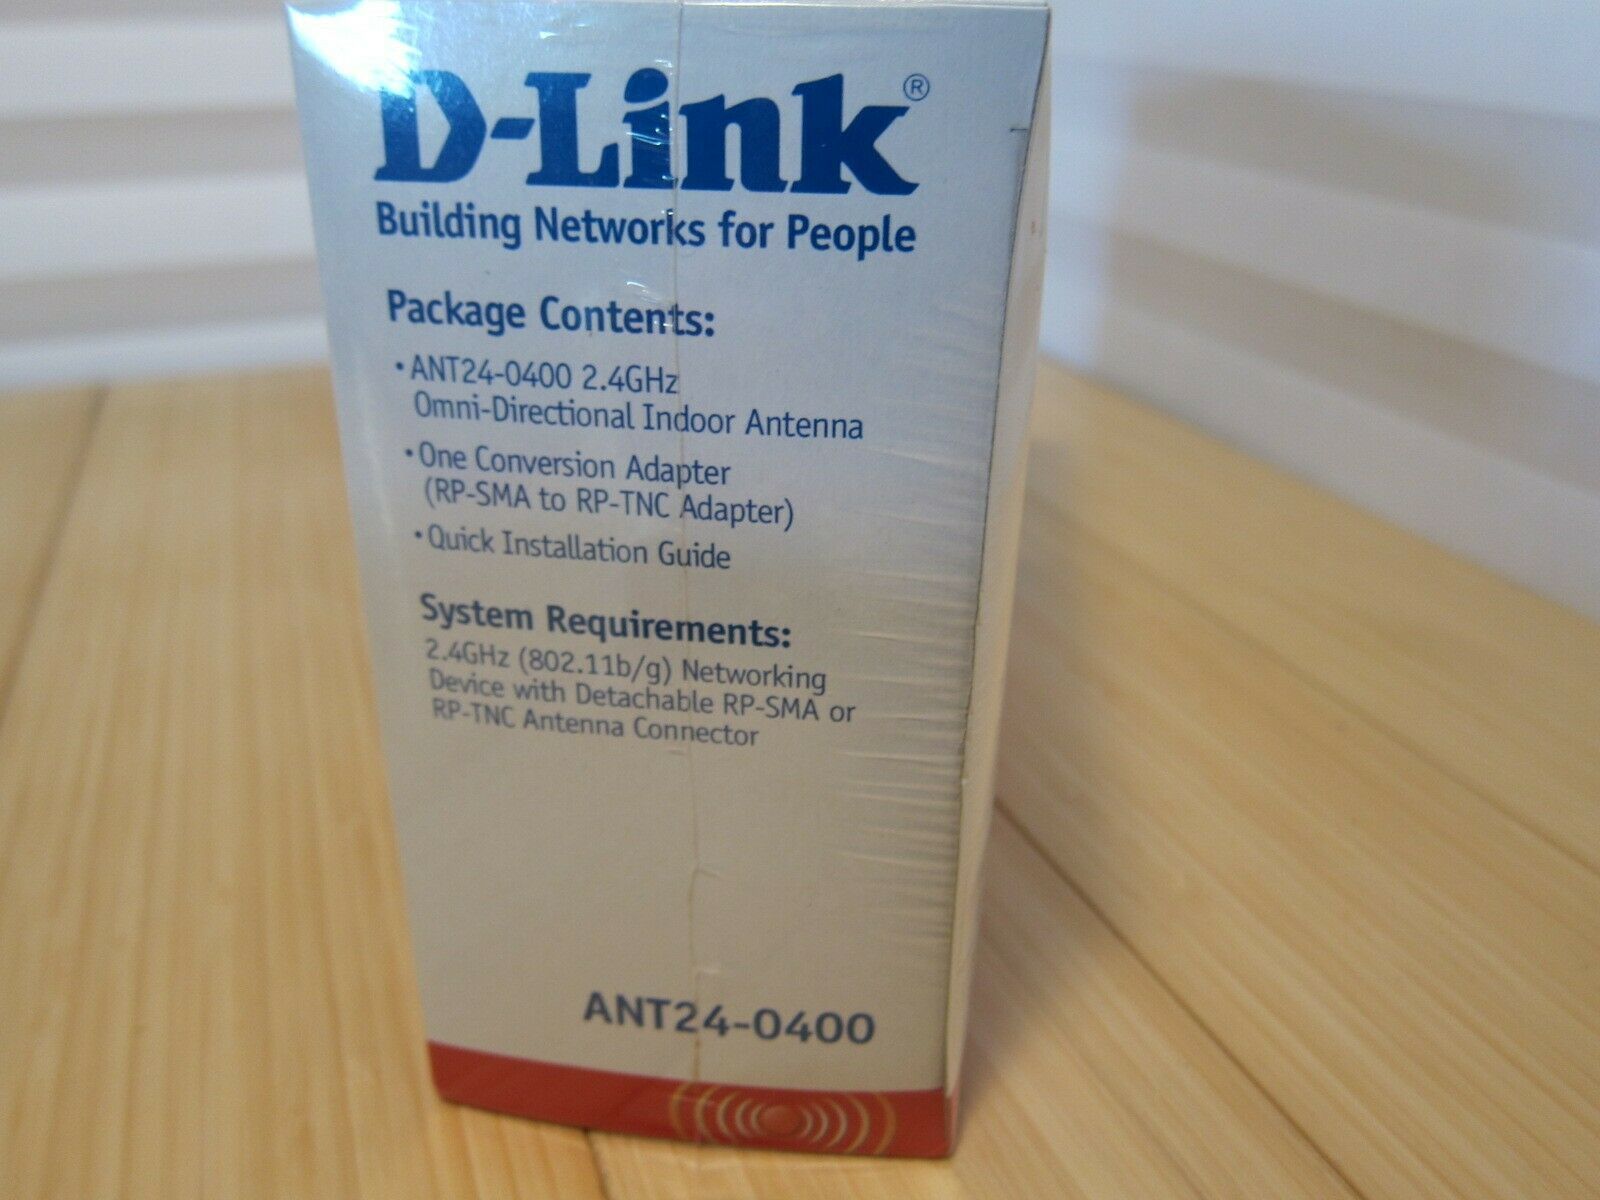 D-Link®
Building Networks for People
Package Contents:
• ANT24-0400 2.4GHz
Omni-Directional Indoor Antenna
• One Conversion Adapter
(RP-SMA to RP-TNC Adapter)
• Quick Installation Guide
System Requirements:
2.4GHz (802.11b/g) Networking
Device with Detachable RP-SMA or
RP-TNC Antenna Connector
ANT24-0400